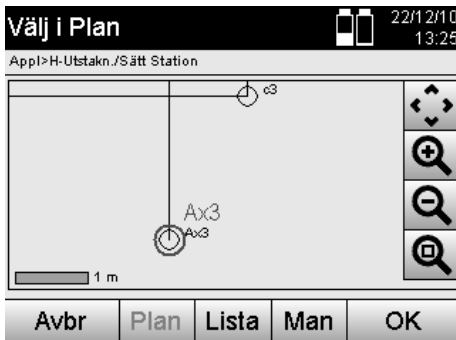 Välj i Plan
22/12/10
13:25
Appl>H-Utstakn./Sätt Station
c3
Ax3
Ax3
1 m
Avbr Plan Lista Man OK